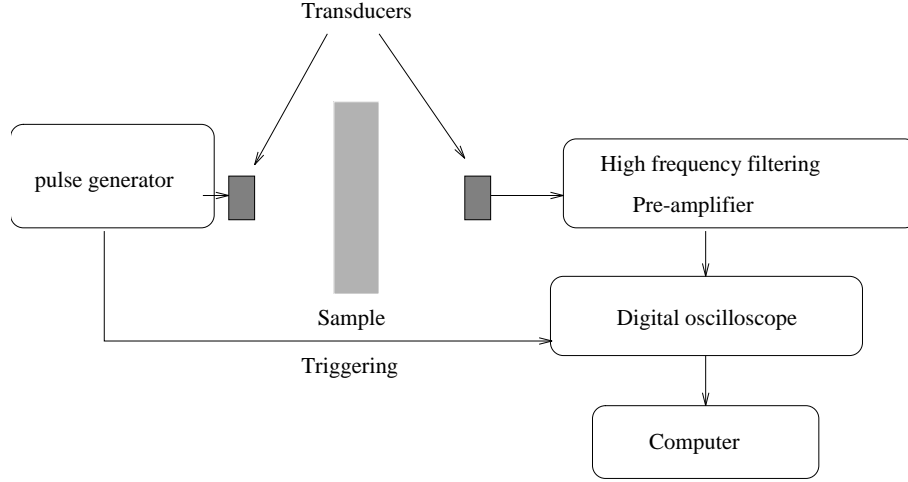 Transducers
pulse generator
High frequency filtering
Pre-amplifier
Sample
Digital oscilloscope
Triggering
Computer